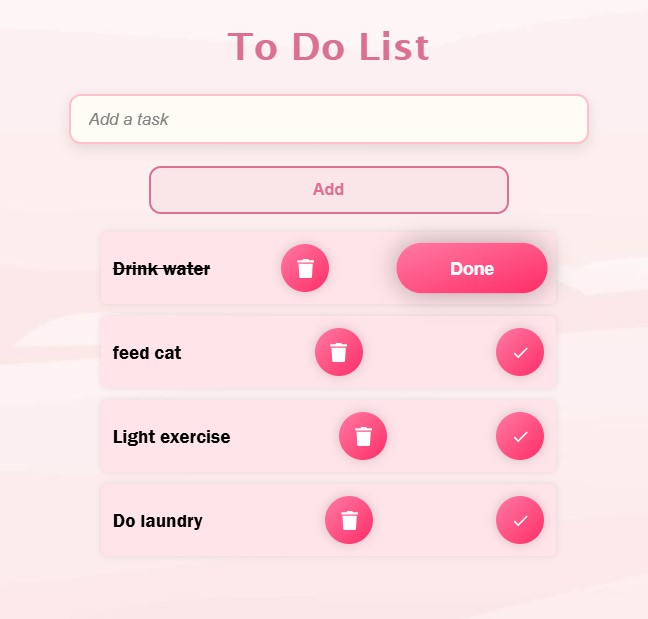 To Do List
Add a task
Add
Drink water
Done
feed cat
Light exercise
Do laundry